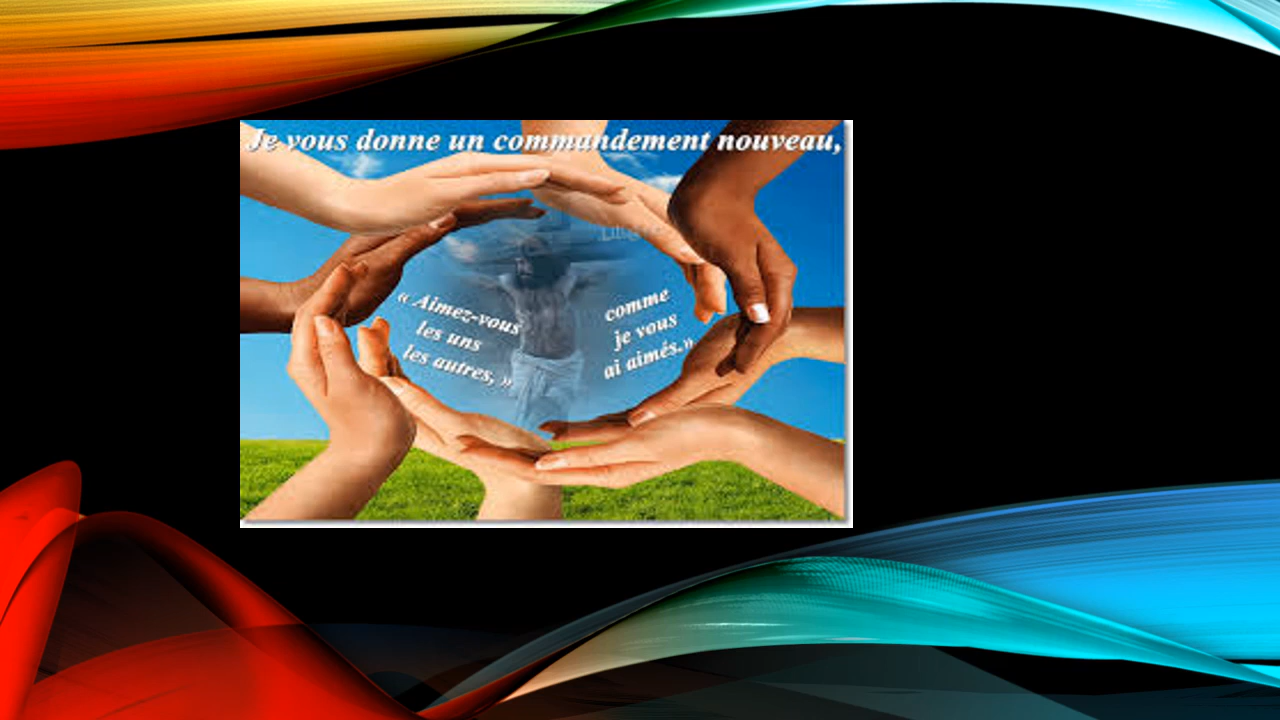 Je vous donne un commandement nouveau,
« Aimez-vous
les uns
les autres, »
comme
je vous
ai aimés.»